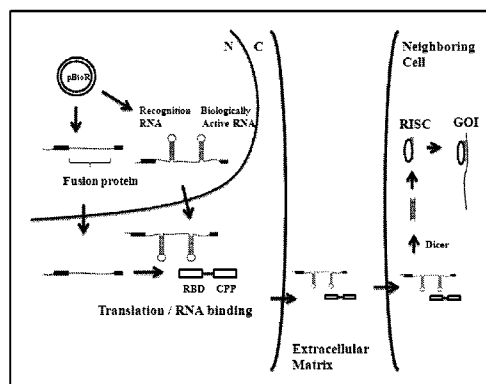 N C
Neighboring
Cell
pBioR
Recognition
RNA
Biologically
Active RNA
RISC
GOI
Fusion protein
Dicer
RBD
CPP
Translation / RNA binding
Extracellular
Matrix